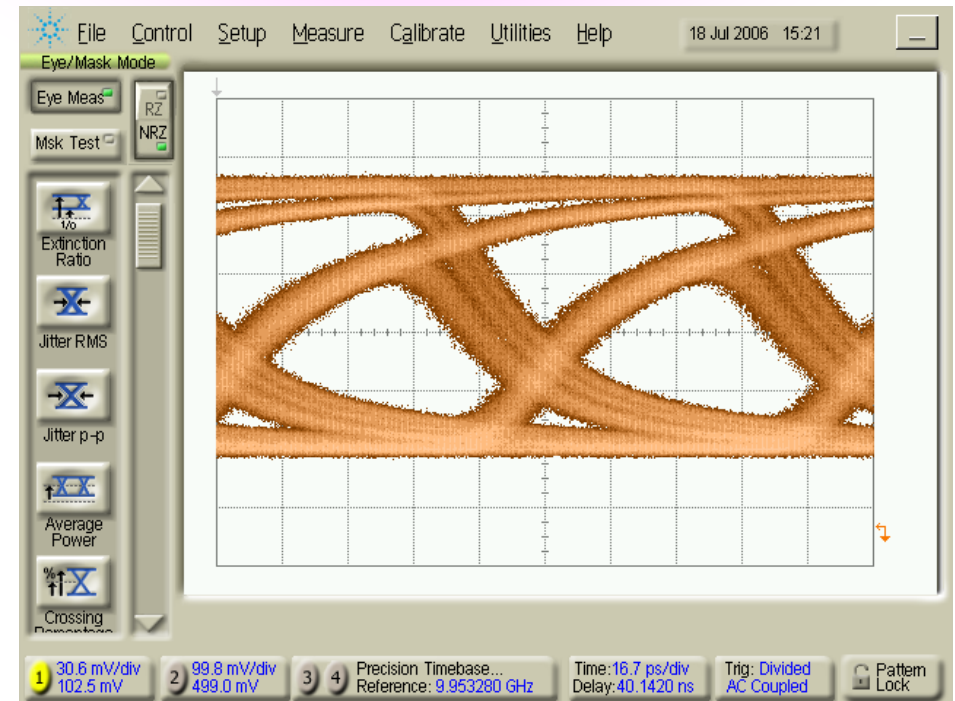 File Control Setup Measure Calibrate Utilities Help 18 Jul 2006 15:21
Eye/Mask Mode
Eye Meas
RZ
NRZ
Msk Test
1/0
Extinction
Ratio
Jitter RMS
Jitter p-p
Average
Power
%
Crossing
1 30.6 mV/div
102.5 mV
2 99.8 mV/div
499.0 mV
3 4 Precision Timebase...
Reference: 9.953280 GHz
Time:16.7 ps/div
Delay:40.1420 ns
Trig: Divided
AC Coupled
Pattern
Lock